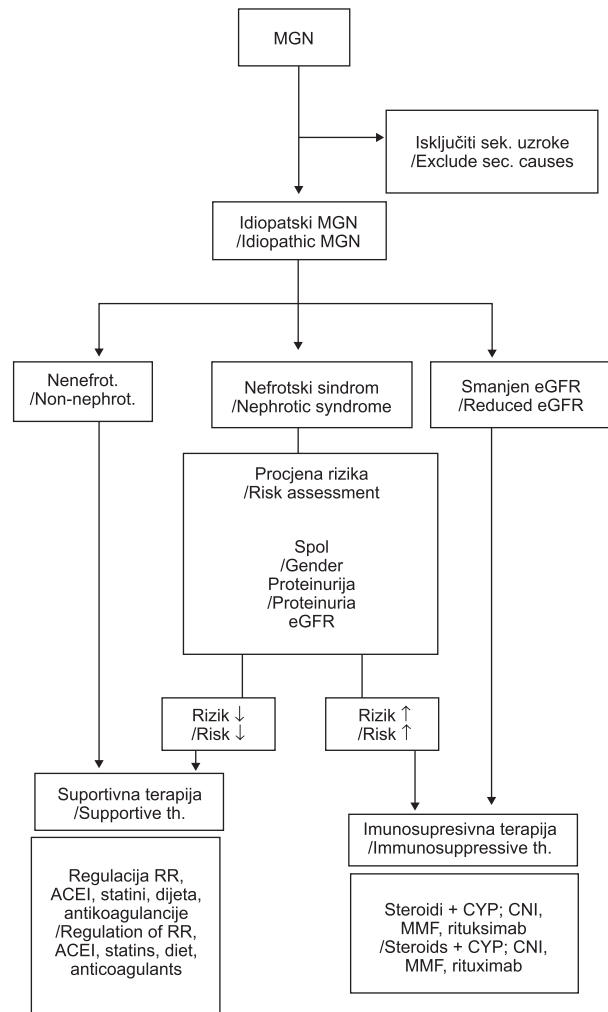 MGN
Isključiti sek. uzroke
/Exclude sec. causes
Idiopatski MGN
/Idiopathic MGN
Nenefrot.
/Non-nephrot.
Nefrotski sindrom
/Nephrotic syndrome
Smanjen eGFR
/Reduced eGFR
Procjena rizika
/Risk assessment
Spol
/Gender
Proteinurija
/Proteinuria
eGFR
Rizik ↓
/Risk ↓
Rizik ↑
/Risk ↑
Suportivna terapija
/Supportive th.
Imunosupresivna terapija
/Immunosuppressive th.
Regulacija RR,
ACEI, statini, dijeta,
antikoagulancije
/Regulation of RR,
ACEI, statins, diet,
anticoagulants
Steroidi + CYP; CNI,
MMF, rituksimab
/Steroids + CYP; CNI,
MMF, rituximab